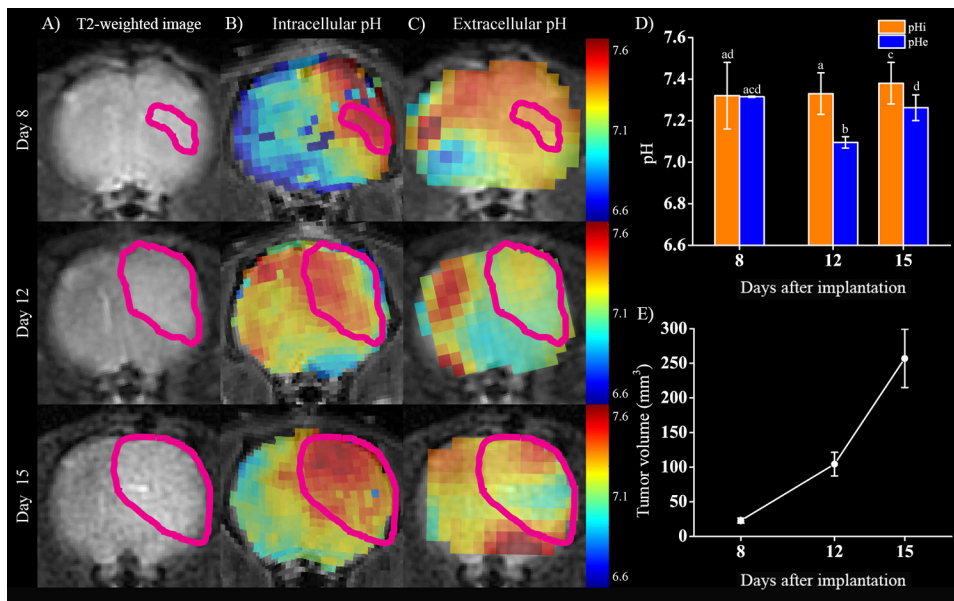 A) T2-weighted image
B) Intracellular pH
C) Extracellular pH
Day 8
7.6
7.1
6.6
Day 12
7.6
7.1
6.6
Day 15
7.6
7.1
6.6
D)
pHi
pHe
pH
7.6
7.4
7.2
7.0
6.8
6.6
ad
acd
a
b
c
d
8
12
15
Days after implantation
E)
Tumor volume (mm³)
300
250
200
150
100
50
0
8
12
15
Days after implantation